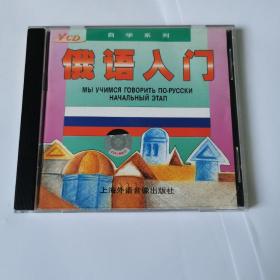 VCD
自学系列
俄语入门
МЫ УЧИМСЯ ГОВОРИТЬ ПО-РУССКИ
НАЧАЛЬНЫЙ ЭТАП
上海外语音像出版社